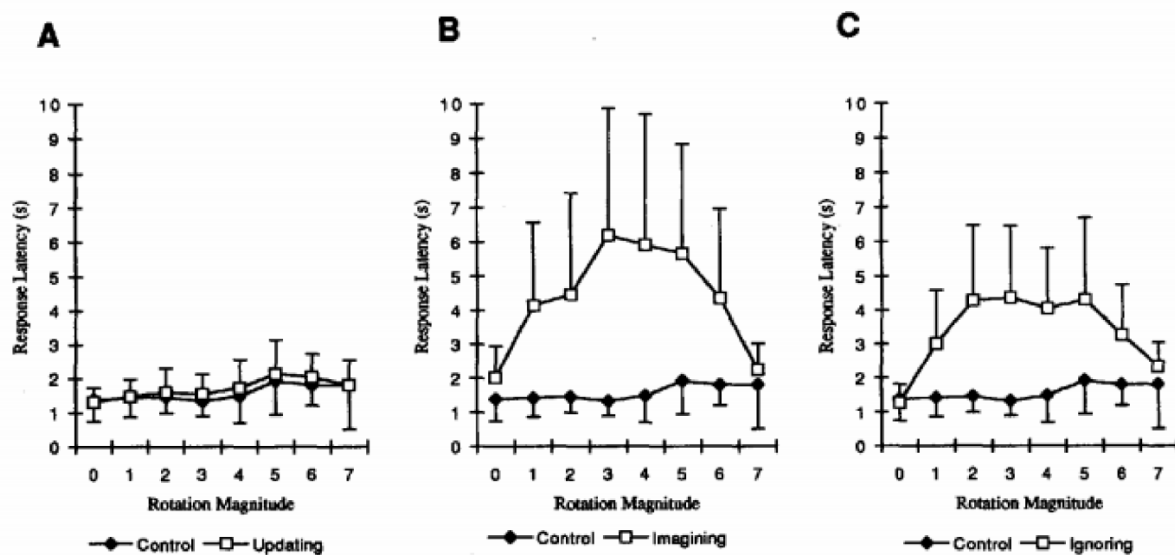 A
B
C
10
9
8
7
6
5
4
3
2
1
0
Response Latency (s)
0 1 2 3 4 5 6 7
Rotation Magnitude
Control Updating
10
9
8
7
6
5
4
3
2
1
0
Response Latency (s)
0 1 2 3 4 5 6 7
Rotation Magnitude
Control Imagining
10
9
8
7
6
5
4
3
2
1
0
Response Latency (s)
0 1 2 3 4 5 6 7
Rotation Magnitude
Control Ignoring